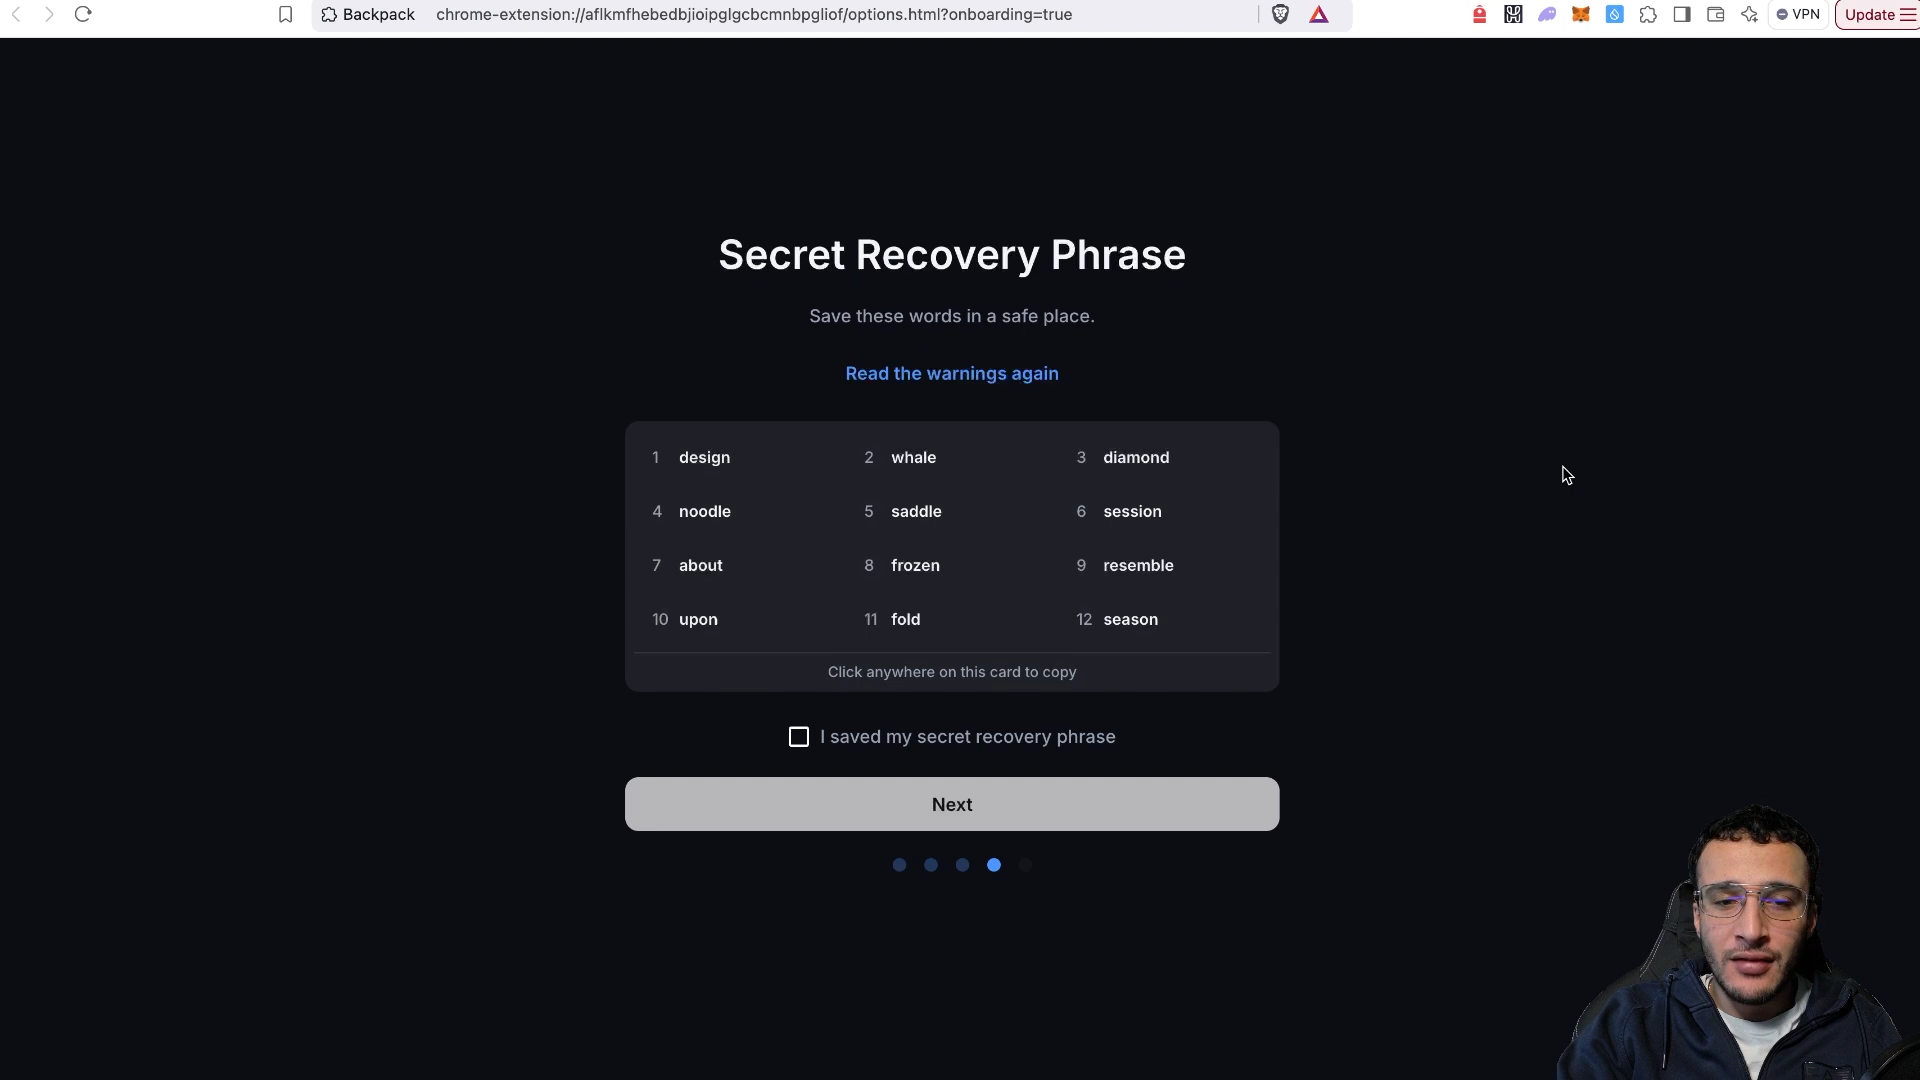 Backpack chrome-extension://aflkmfhebedbjioipglgcbcmnbpgliof/options.html?onboarding=true VPN Update
Secret Recovery Phrase
Save these words in a safe place.
Read the warnings again
1 design 2 whale 3 diamond
4 noodle 5 saddle 6 session
7 about 8 frozen 9 resemble
10 upon 11 fold 12 season
Click anywhere on this card to copy
I saved my secret recovery phrase
Next